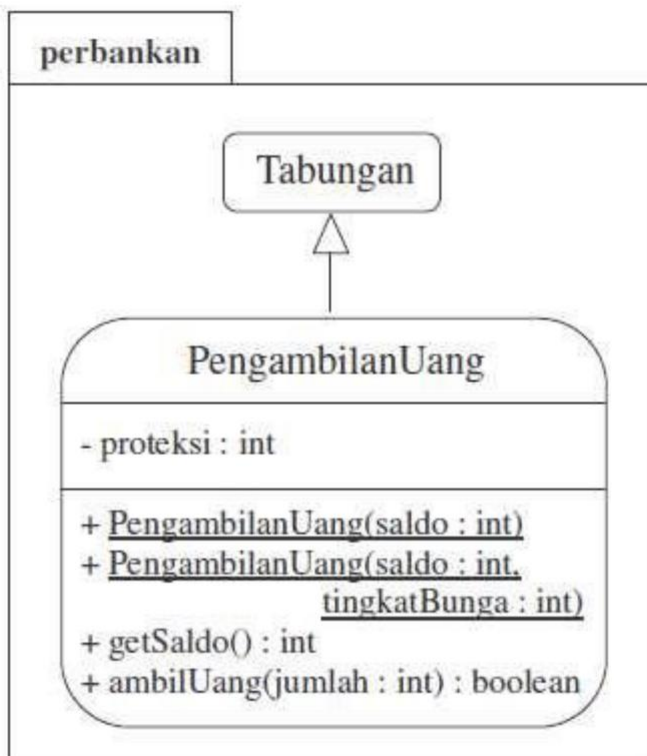 perbankan
Tabungan
PengambilanUang
- proteksi : int
+ PengambilanUang(saldo : int)
+ PengambilanUang(saldo : int,
tingkatBunga : int)
+ getSaldo() : int
+ ambilUang(jumlah : int) : boolean